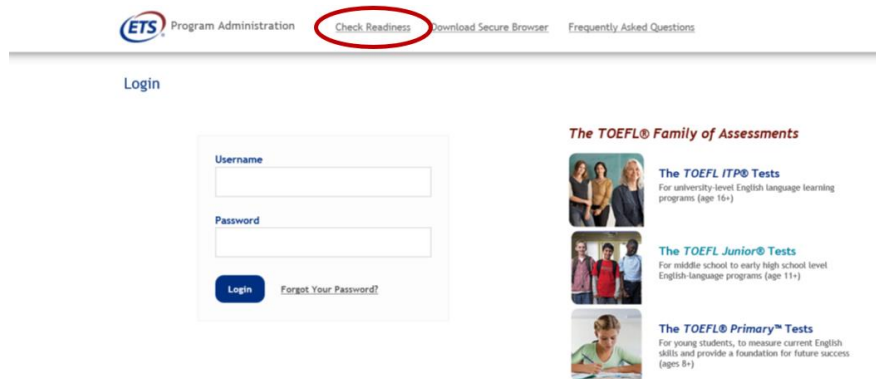 ETS Program Administration Check Readiness Download Secure Browser Frequently Asked Questions
Login
Username
Password
Login Forgot Your Password?
The TOEFL® Family of Assessments
The TOEFL ITP® Tests
For university-level English language learning
programs (age 16+)
The TOEFL Junior® Tests
For middle school to early high school level
English-language programs (age 11+)
The TOEFL® Primary™ Tests
For young students, to measure current English
skills and provide a foundation for future success
(ages 8+)